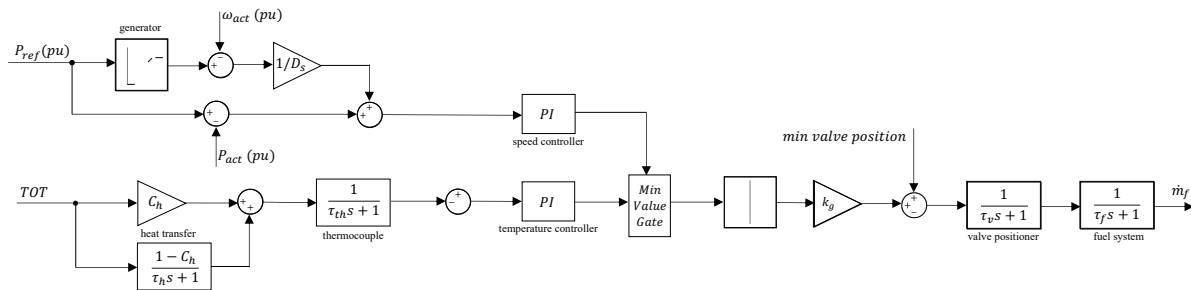 generator
ω_act (pu)
P_ref(pu)
−
+
1/D_s
+
−
+
+
PI
speed controller
P_act (pu)
min valve position
TOT
C_h
heat transfer
+
+
1
τ_th s + 1
thermocouple
+
−
PI
temperature controller
Min
Value
Gate
k_g
+
+
−
1
τ_v s + 1
valve positioner
1
τ_f s + 1
fuel system
ṁ_f
1 − C_h
τ_h s + 1